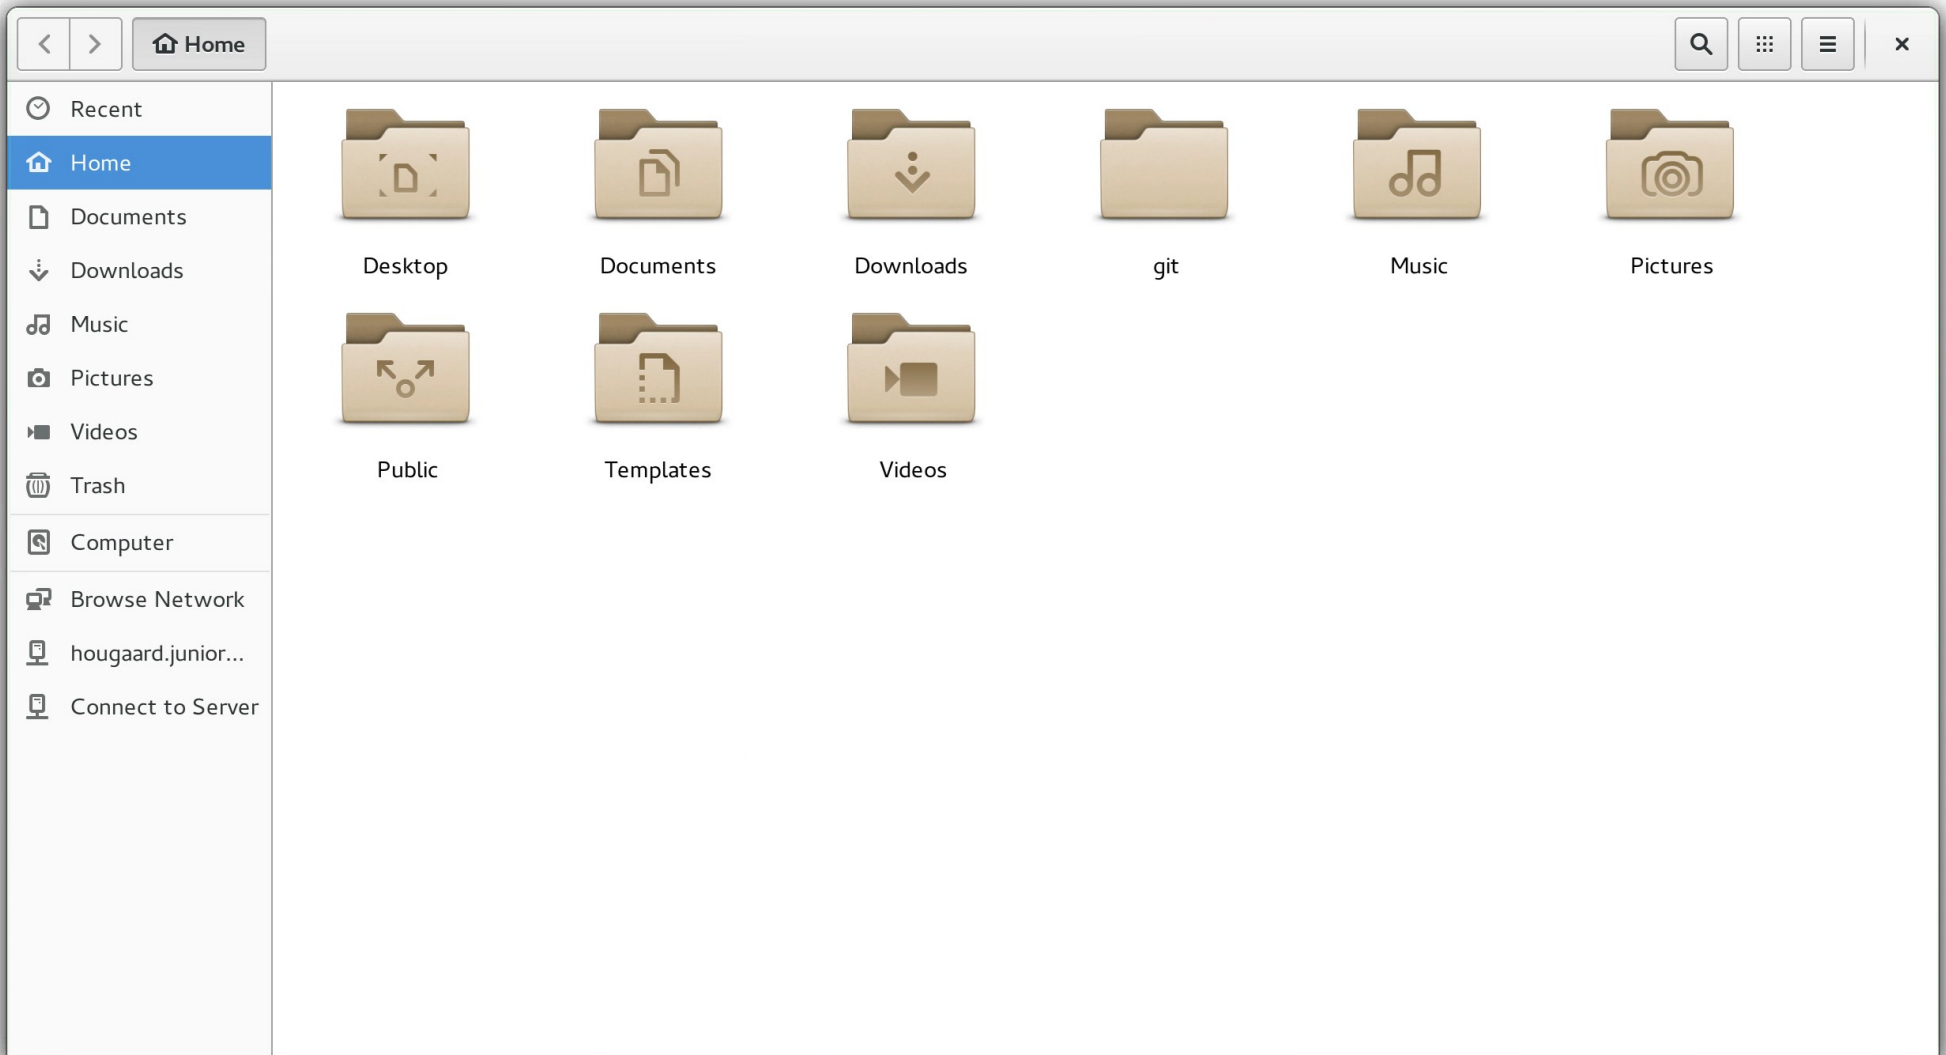 Home
Recent
Home
Documents
Downloads
Music
Pictures
Videos
Trash
Computer
Browse Network
hougaard.junior...
Connect to Server
Desktop
Documents
Downloads
git
Music
Pictures
Public
Templates
Videos